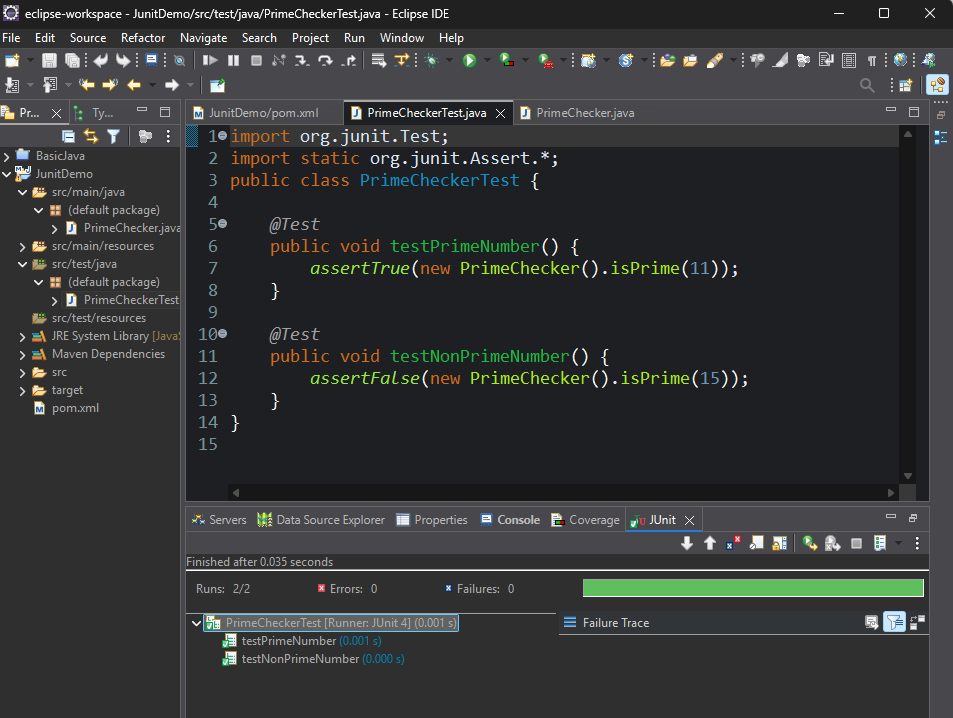 eclipse-workspace - JunitDemo/src/test/java/PrimeCheckerTest.java - Eclipse IDE
File Edit Source Refactor Navigate Search Project Run Window Help
Pr... Ty...
BasicJava
JunitDemo
src/main/java
(default package)
PrimeChecker.java
src/main/resources
src/test/java
(default package)
PrimeCheckerTest
src/test/resources
JRE System Library [JavaS
Maven Dependencies
src
target
pom.xml
JunitDemo/pom.xml PrimeCheckerTest.java PrimeChecker.java
1 import org.junit.Test;
2 import static org.junit.Assert.*;
3 public class PrimeCheckerTest {
4
5 @Test
6 public void testPrimeNumber() {
7 assertTrue(new PrimeChecker().isPrime(11));
8 }
9
10 @Test
11 public void testNonPrimeNumber() {
12 assertFalse(new PrimeChecker().isPrime(15));
13 }
14 }
15
Servers Data Source Explorer Properties Console Coverage JUnit
Finished after 0.035 seconds
Runs: 2/2 Errors: 0 Failures: 0
PrimeCheckerTest [Runner: JUnit 4] (0.001 s)
testPrimeNumber (0.001 s)
testNonPrimeNumber (0.000 s)
Failure Trace